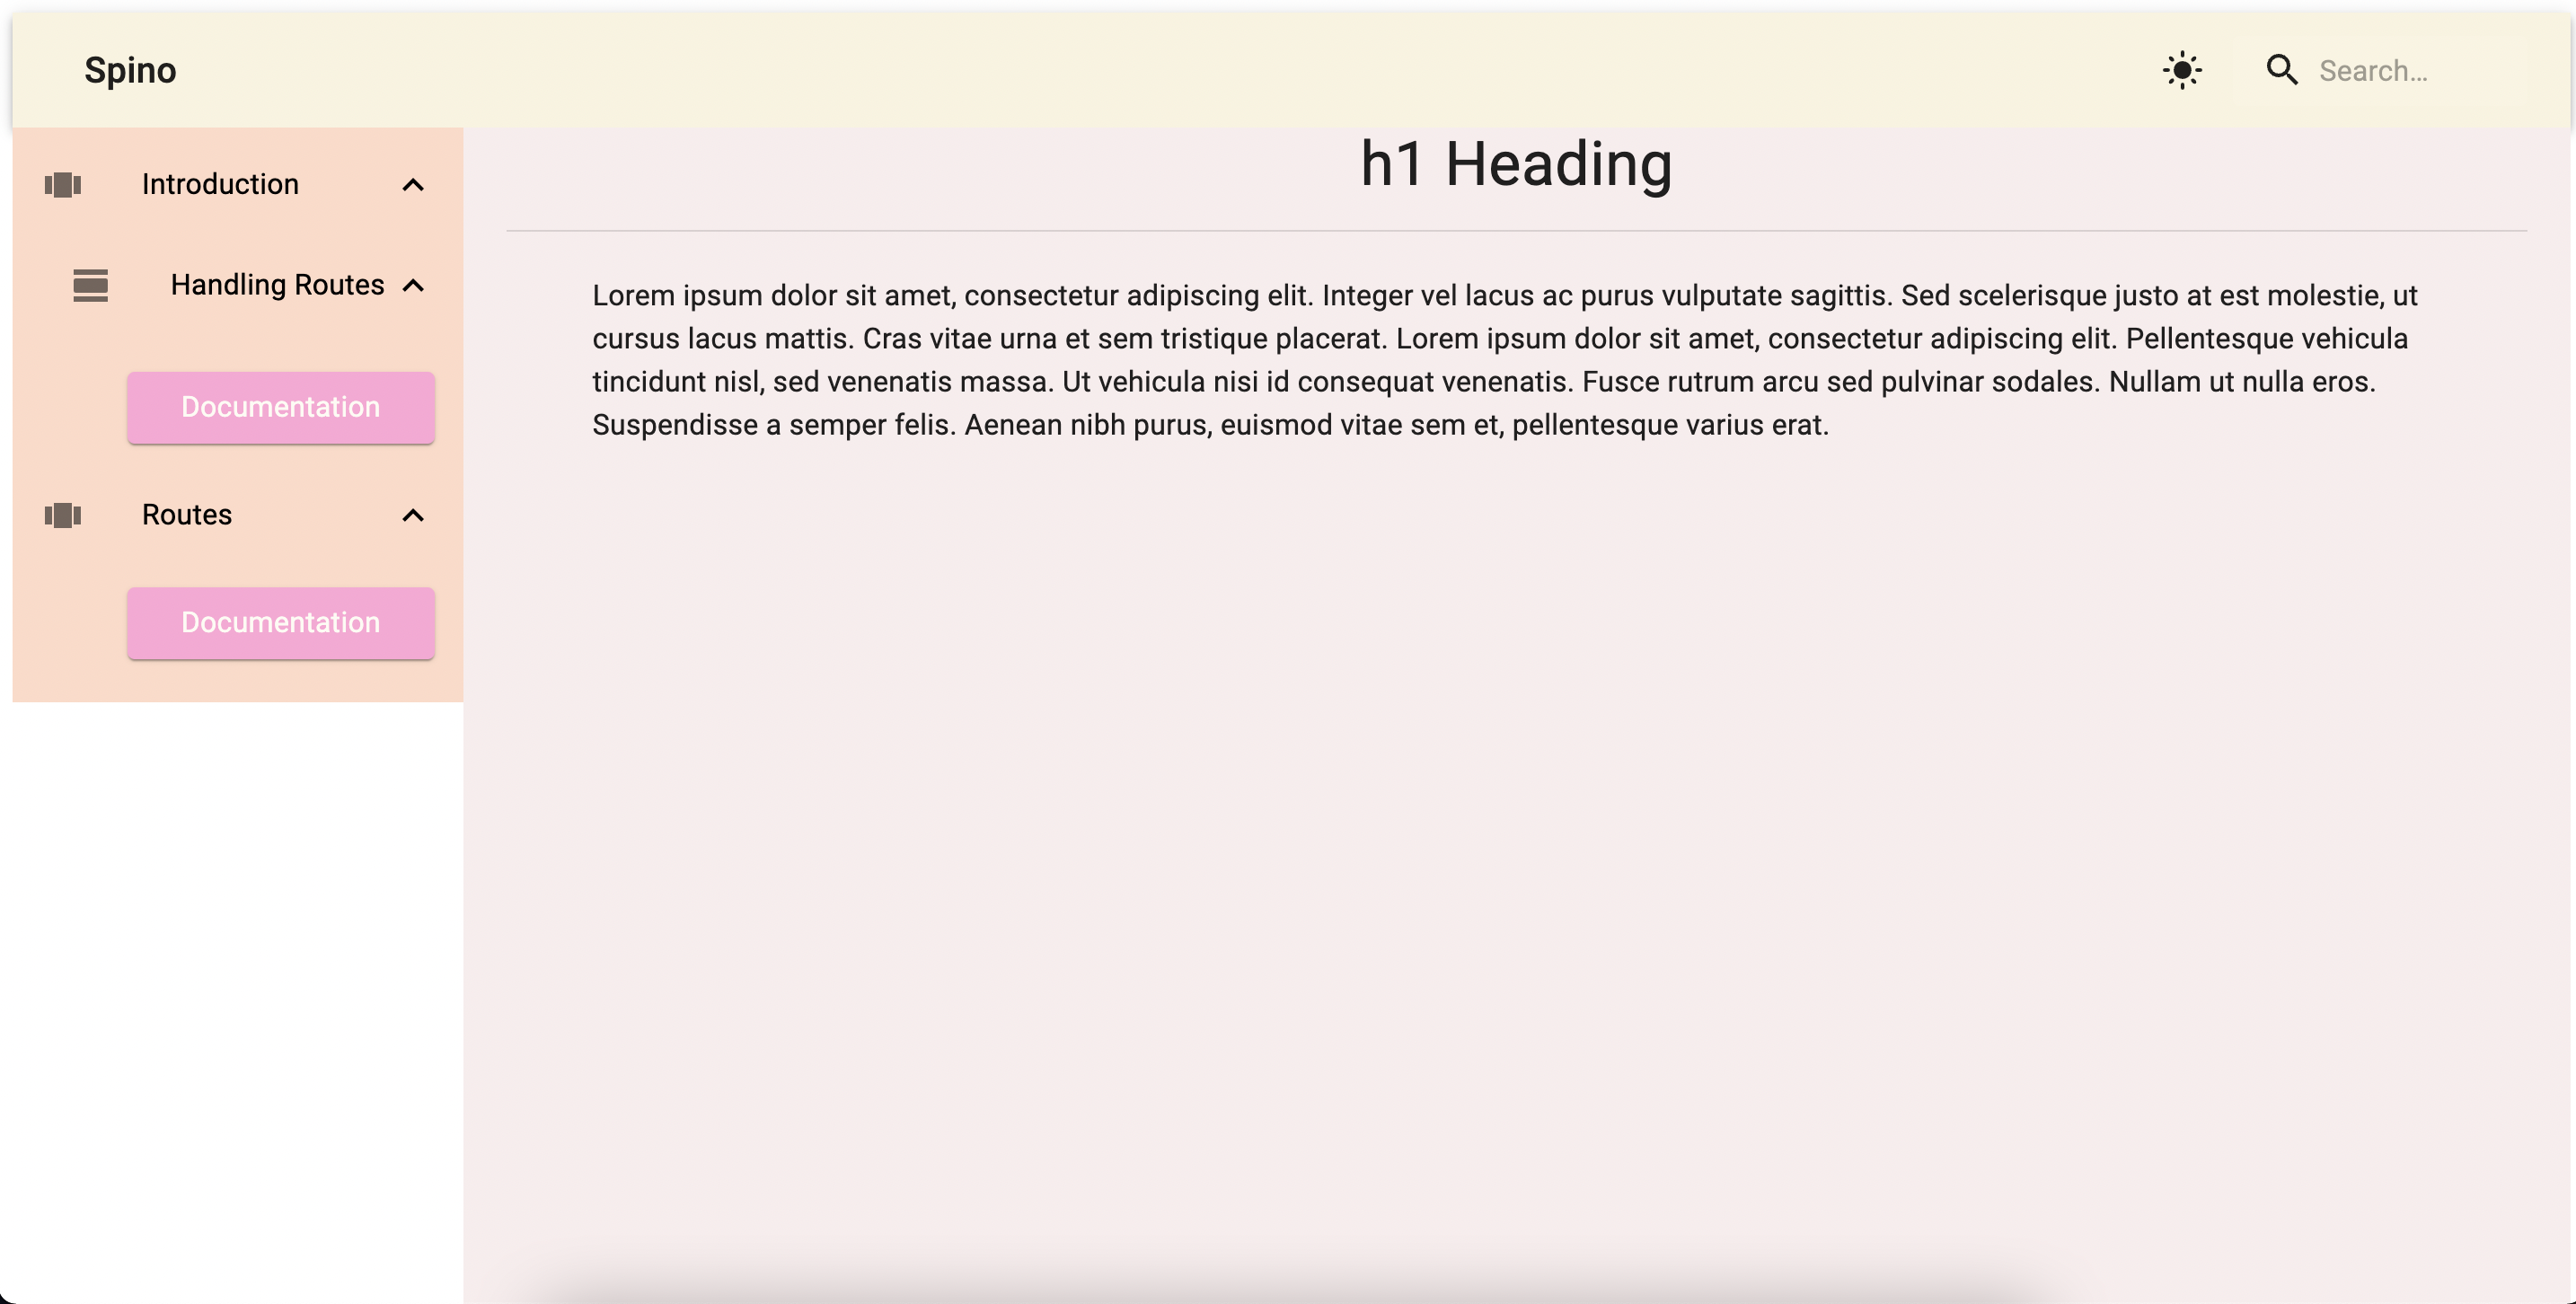 Spino
Search...
Introduction
Handling Routes
Documentation
Routes
Documentation
h1 Heading
Lorem ipsum dolor sit amet, consectetur adipiscing elit. Integer vel lacus ac purus vulputate sagittis. Sed scelerisque justo at est molestie, ut
cursus lacus mattis. Cras vitae urna et sem tristique placerat. Lorem ipsum dolor sit amet, consectetur adipiscing elit. Pellentesque vehicula
tincidunt nisl, sed venenatis massa. Ut vehicula nisi id consequat venenatis. Fusce rutrum arcu sed pulvinar sodales. Nullam ut nulla eros.
Suspendisse a semper felis. Aenean nibh purus, euismod vitae sem et, pellentesque varius erat.